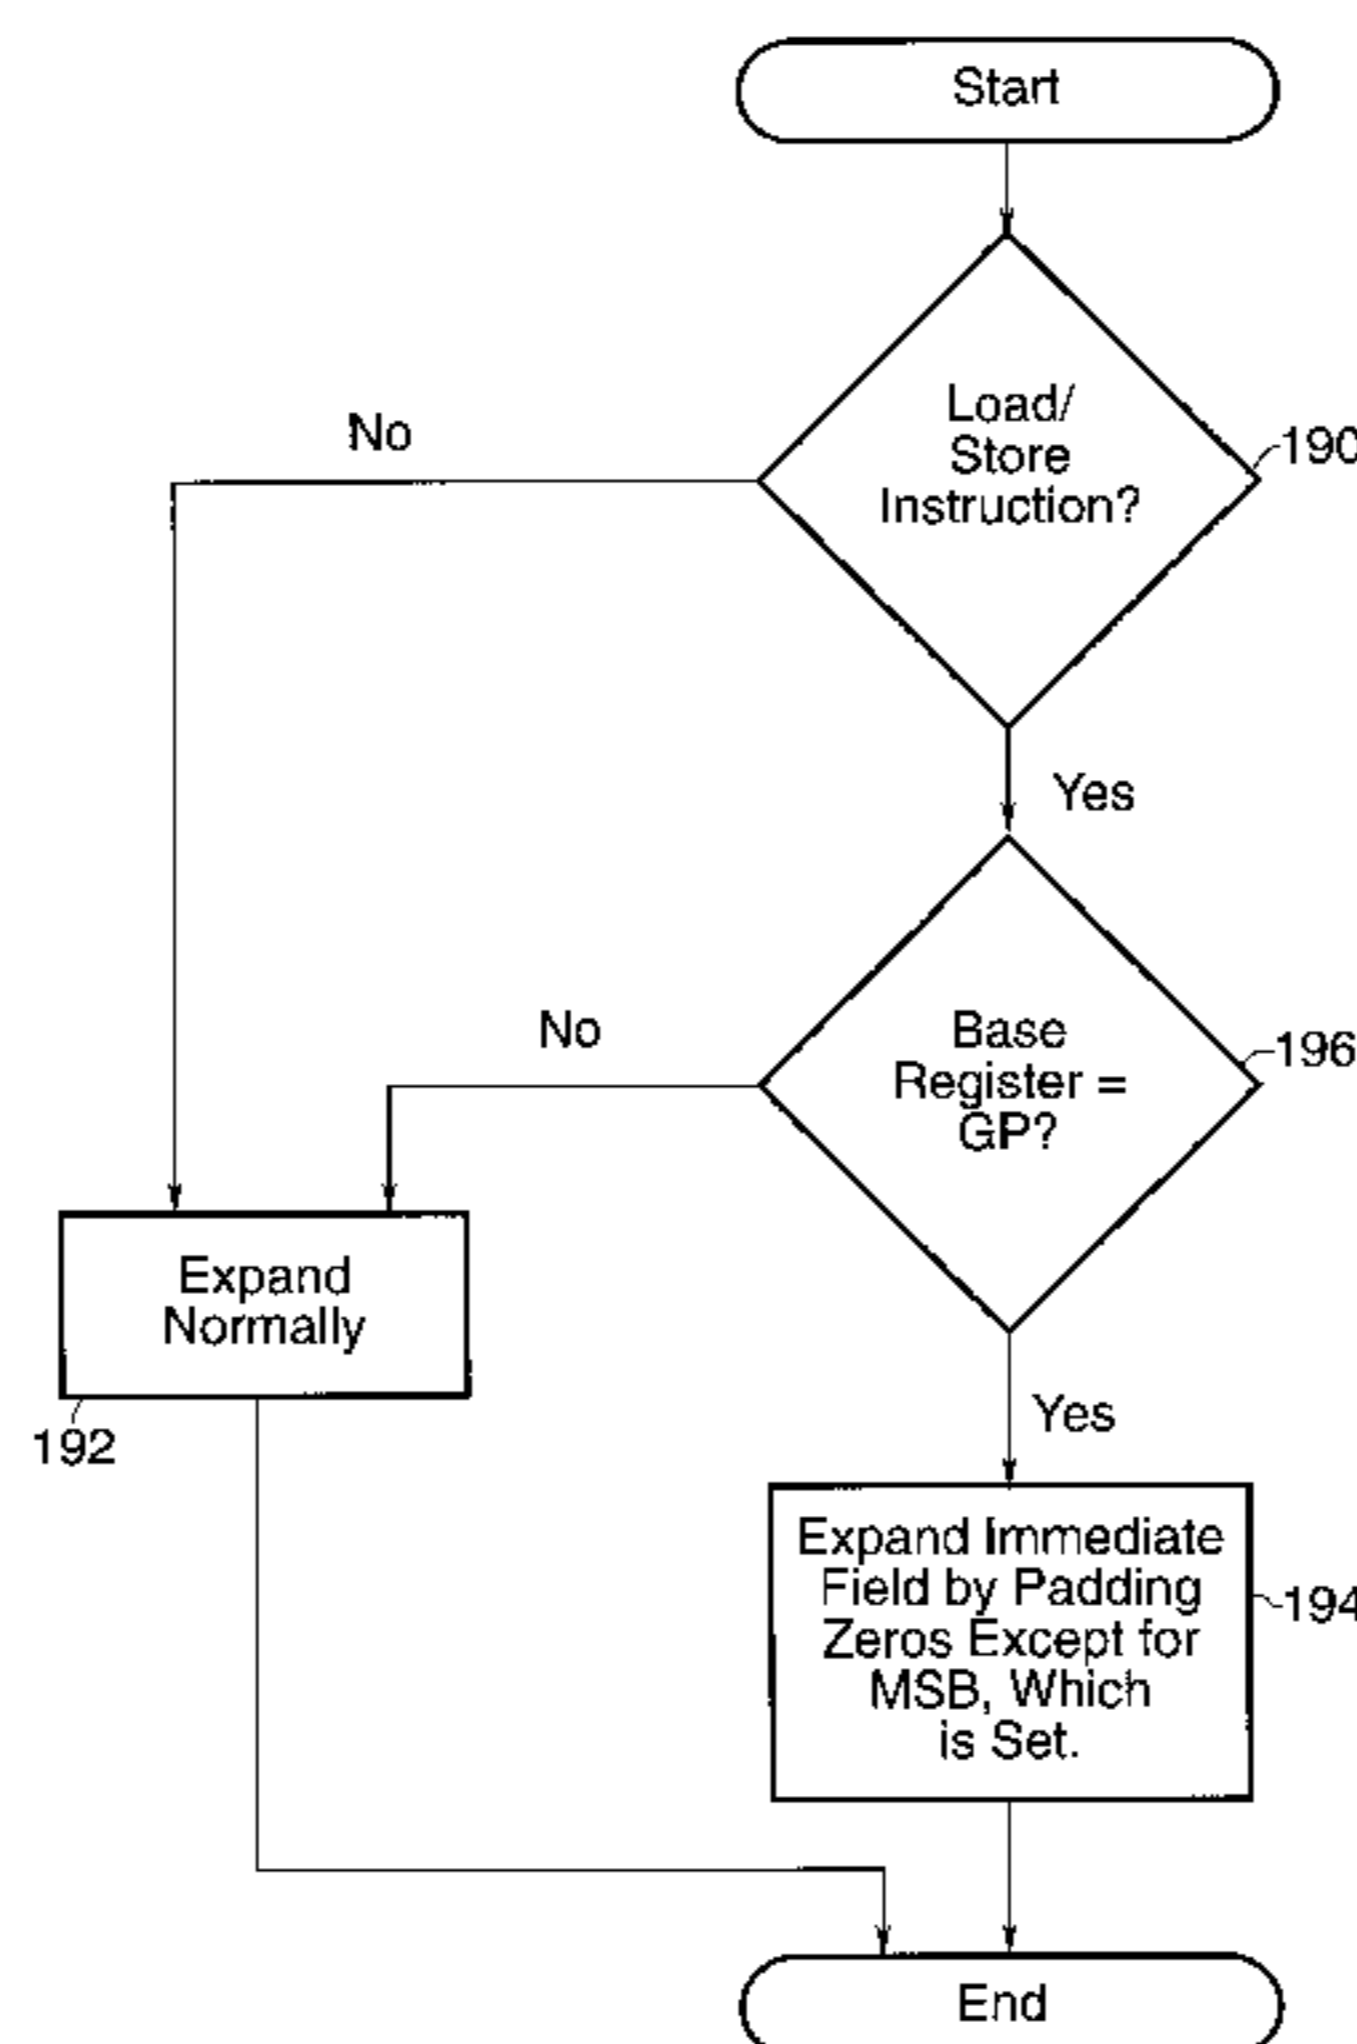 Start
Load/
Store
Instruction?
190
No
Yes
Base
Register =
GP?
196
No
Expand
Normally
192
Yes
Expand Immediate
Field by Padding
Zeros Except for
MSB, Which
is Set.
194
End